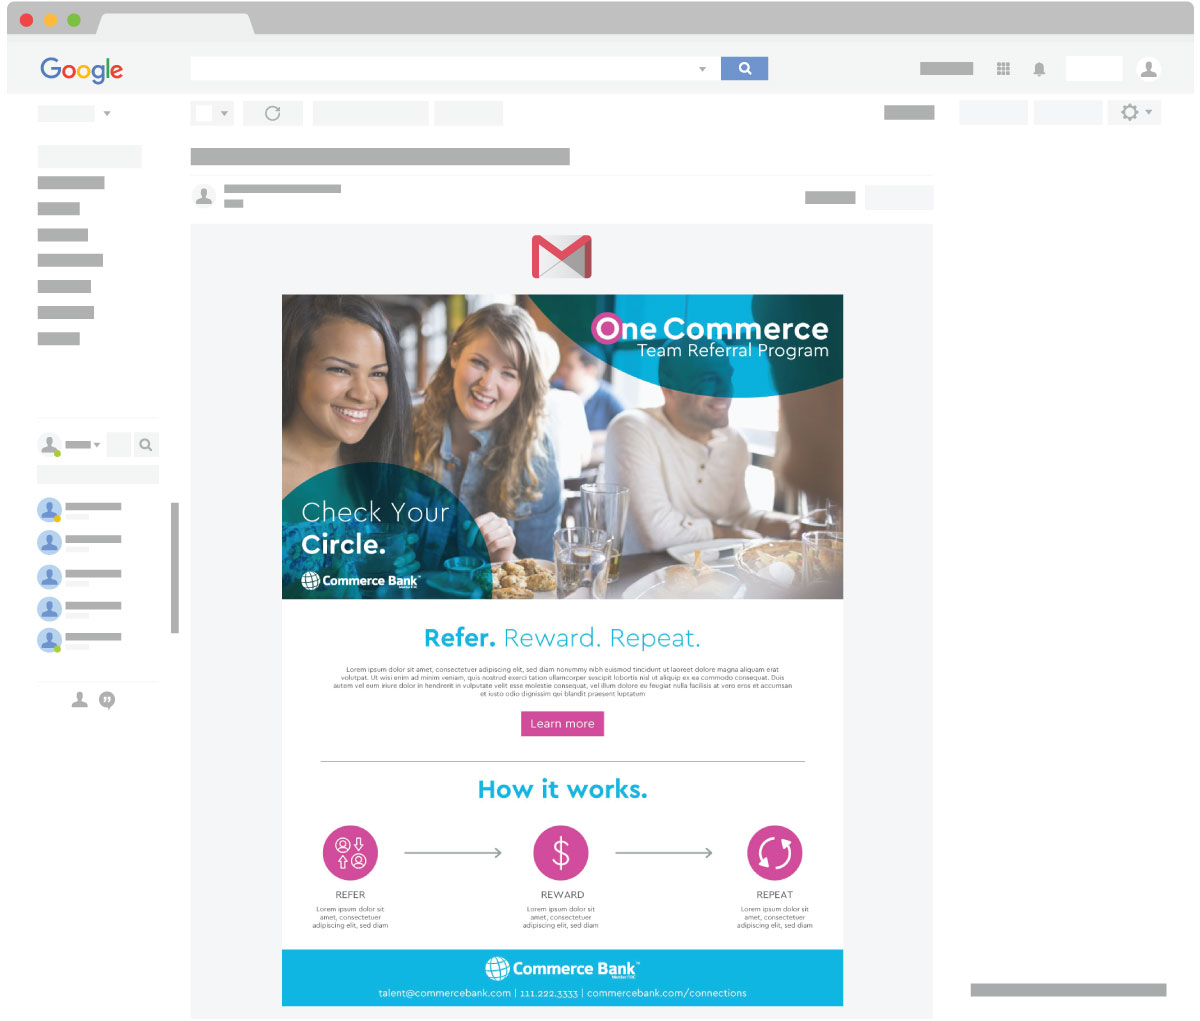 Google
One Commerce
Team Referral Program
Check Your
Circle.
Commerce Bank
Member FDIC
Refer. Reward. Repeat.
Lorem ipsum dolor sit amet, consectetuer adipiscing elit, sed diam nonummy nibh euismod tincidunt ut laoreet dolore magna aliquam erat
volutpat. Ut wisi enim ad minim veniam, quis nostrud exerci tation ullamcorper suscipit lobortis nisl ut aliquip ex ea commodo consequat. Duis
autem vel eum iriure dolor in hendrerit in vulputate velit esse molestie consequat, vel illum dolore eu feugiat nulla facilisis at vero eros et accumsan
et iusto odio dignissim qui blandit praesent luptatum
Learn more
How it works.
$
REFER
Lorem ipsum dolor sit
amet, consectetuer
adipiscing elit, sed diam
REWARD
Lorem ipsum dolor sit
amet, consectetuer
adipiscing elit, sed diam
REPEAT
Lorem ipsum dolor sit
amet, consectetuer
adipiscing elit, sed diam
Commerce Bank
Member FDIC
talent@commercebank.com | 111.222.3333 | commercebank.com/connections